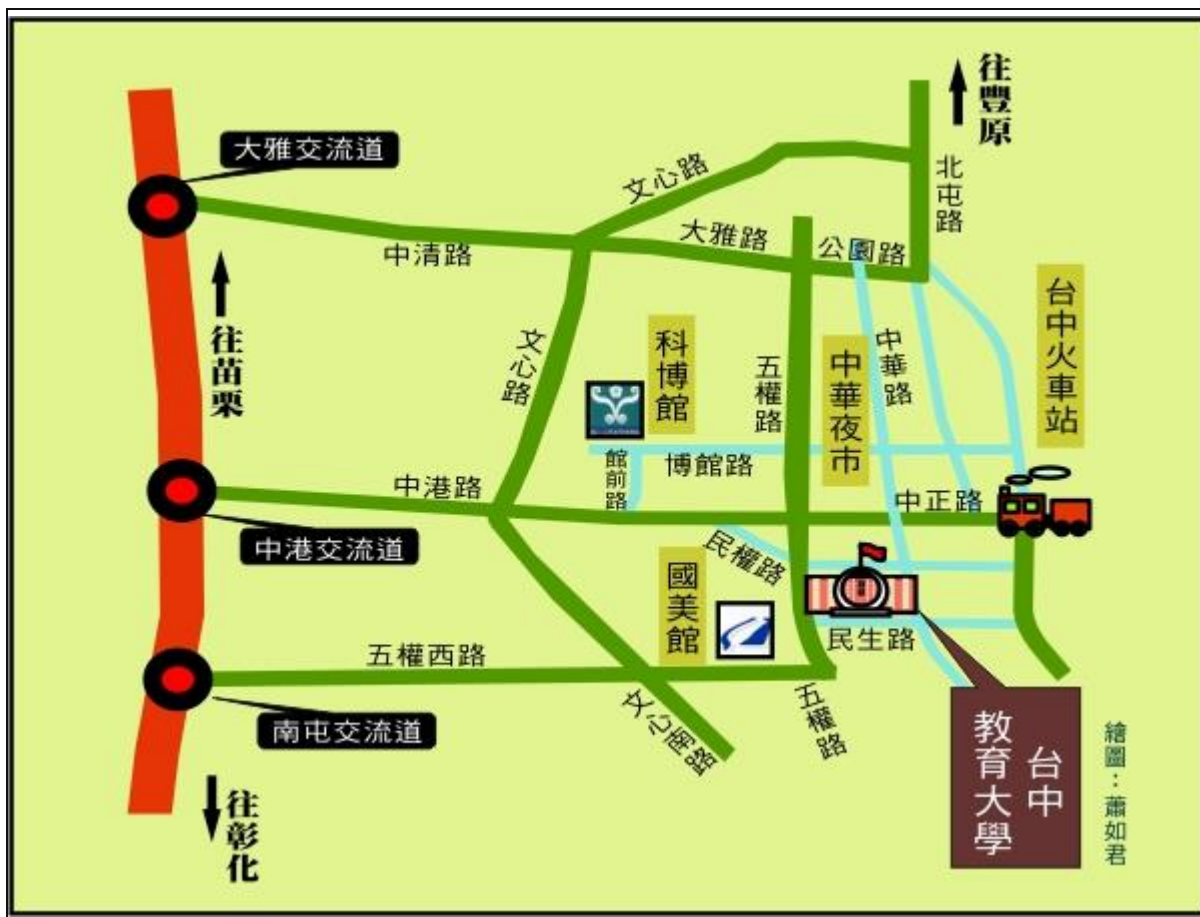 往豐原
大雅交流道
文心路
北屯路
中清路
大雅路
公園路
往苗栗
文心路
科博館
五權路
中華夜市
中華路
台中火車站
館前路
博館路
中港路
中正路
中港交流道
民權路
國美館
民生路
五權西路
南屯交流道
文心南路
五權路
台中
教育大學
繪圖：蕭如君
往彰化